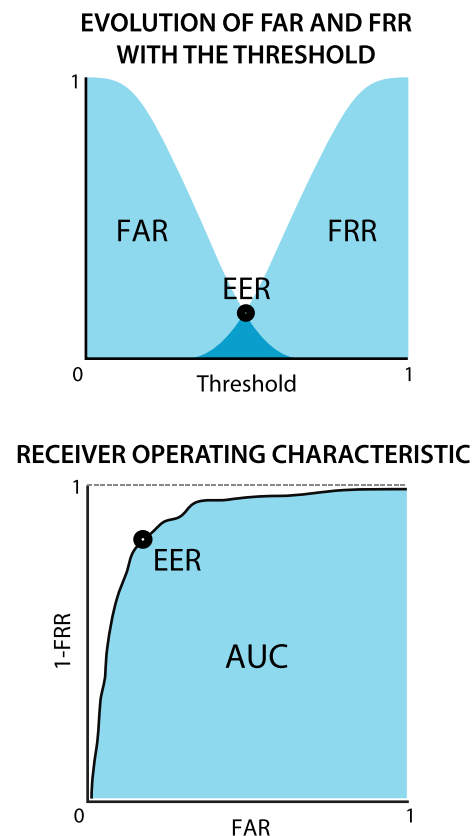 EVOLUTION OF FAR AND FRR
WITH THE THRESHOLD
1
FAR
FRR
EER
0
Threshold
1
RECEIVER OPERATING CHARACTERISTIC
1
EER
1-FRR
AUC
0
FAR
1